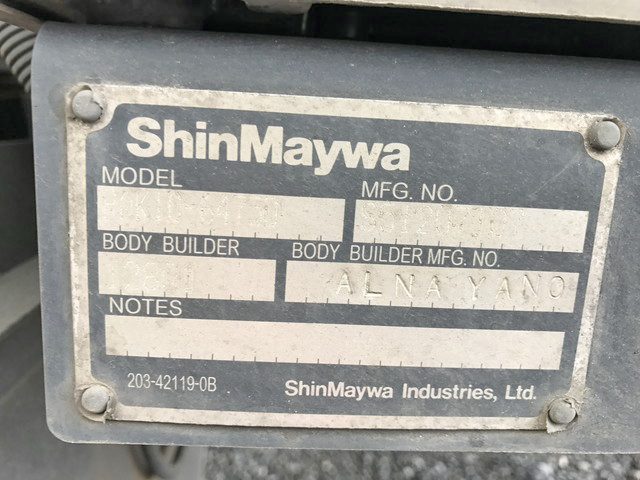 ShinMaywa
MODEL
MFG. NO.
BODY BUILDER
BODY BUILDER MFG. NO.
ALNA YANO
NOTES
203-42119-0B
ShinMaywa Industries, Ltd.